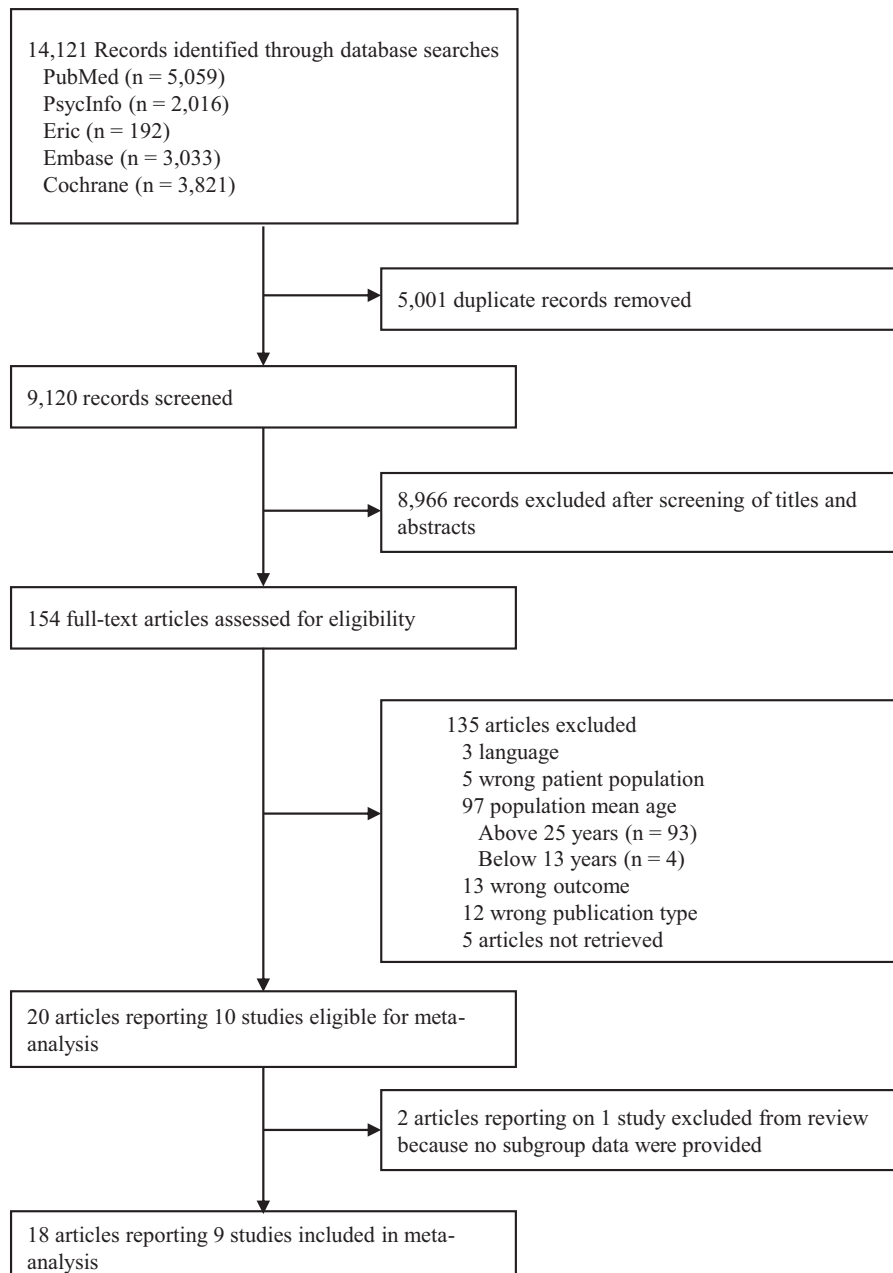 14,121 Records identified through database searches
PubMed (n = 5,059)
PsycInfo (n = 2,016)
Eric (n = 192)
Embase (n = 3,033)
Cochrane (n = 3,821)
5,001 duplicate records removed
9,120 records screened
8,966 records excluded after screening of titles and
abstracts
154 full-text articles assessed for eligibility
135 articles excluded
3 language
5 wrong patient population
97 population mean age
Above 25 years (n = 93)
Below 13 years (n = 4)
13 wrong outcome
12 wrong publication type
5 articles not retrieved
20 articles reporting 10 studies eligible for meta-
analysis
2 articles reporting on 1 study excluded from review
because no subgroup data were provided
18 articles reporting 9 studies included in meta-
analysis